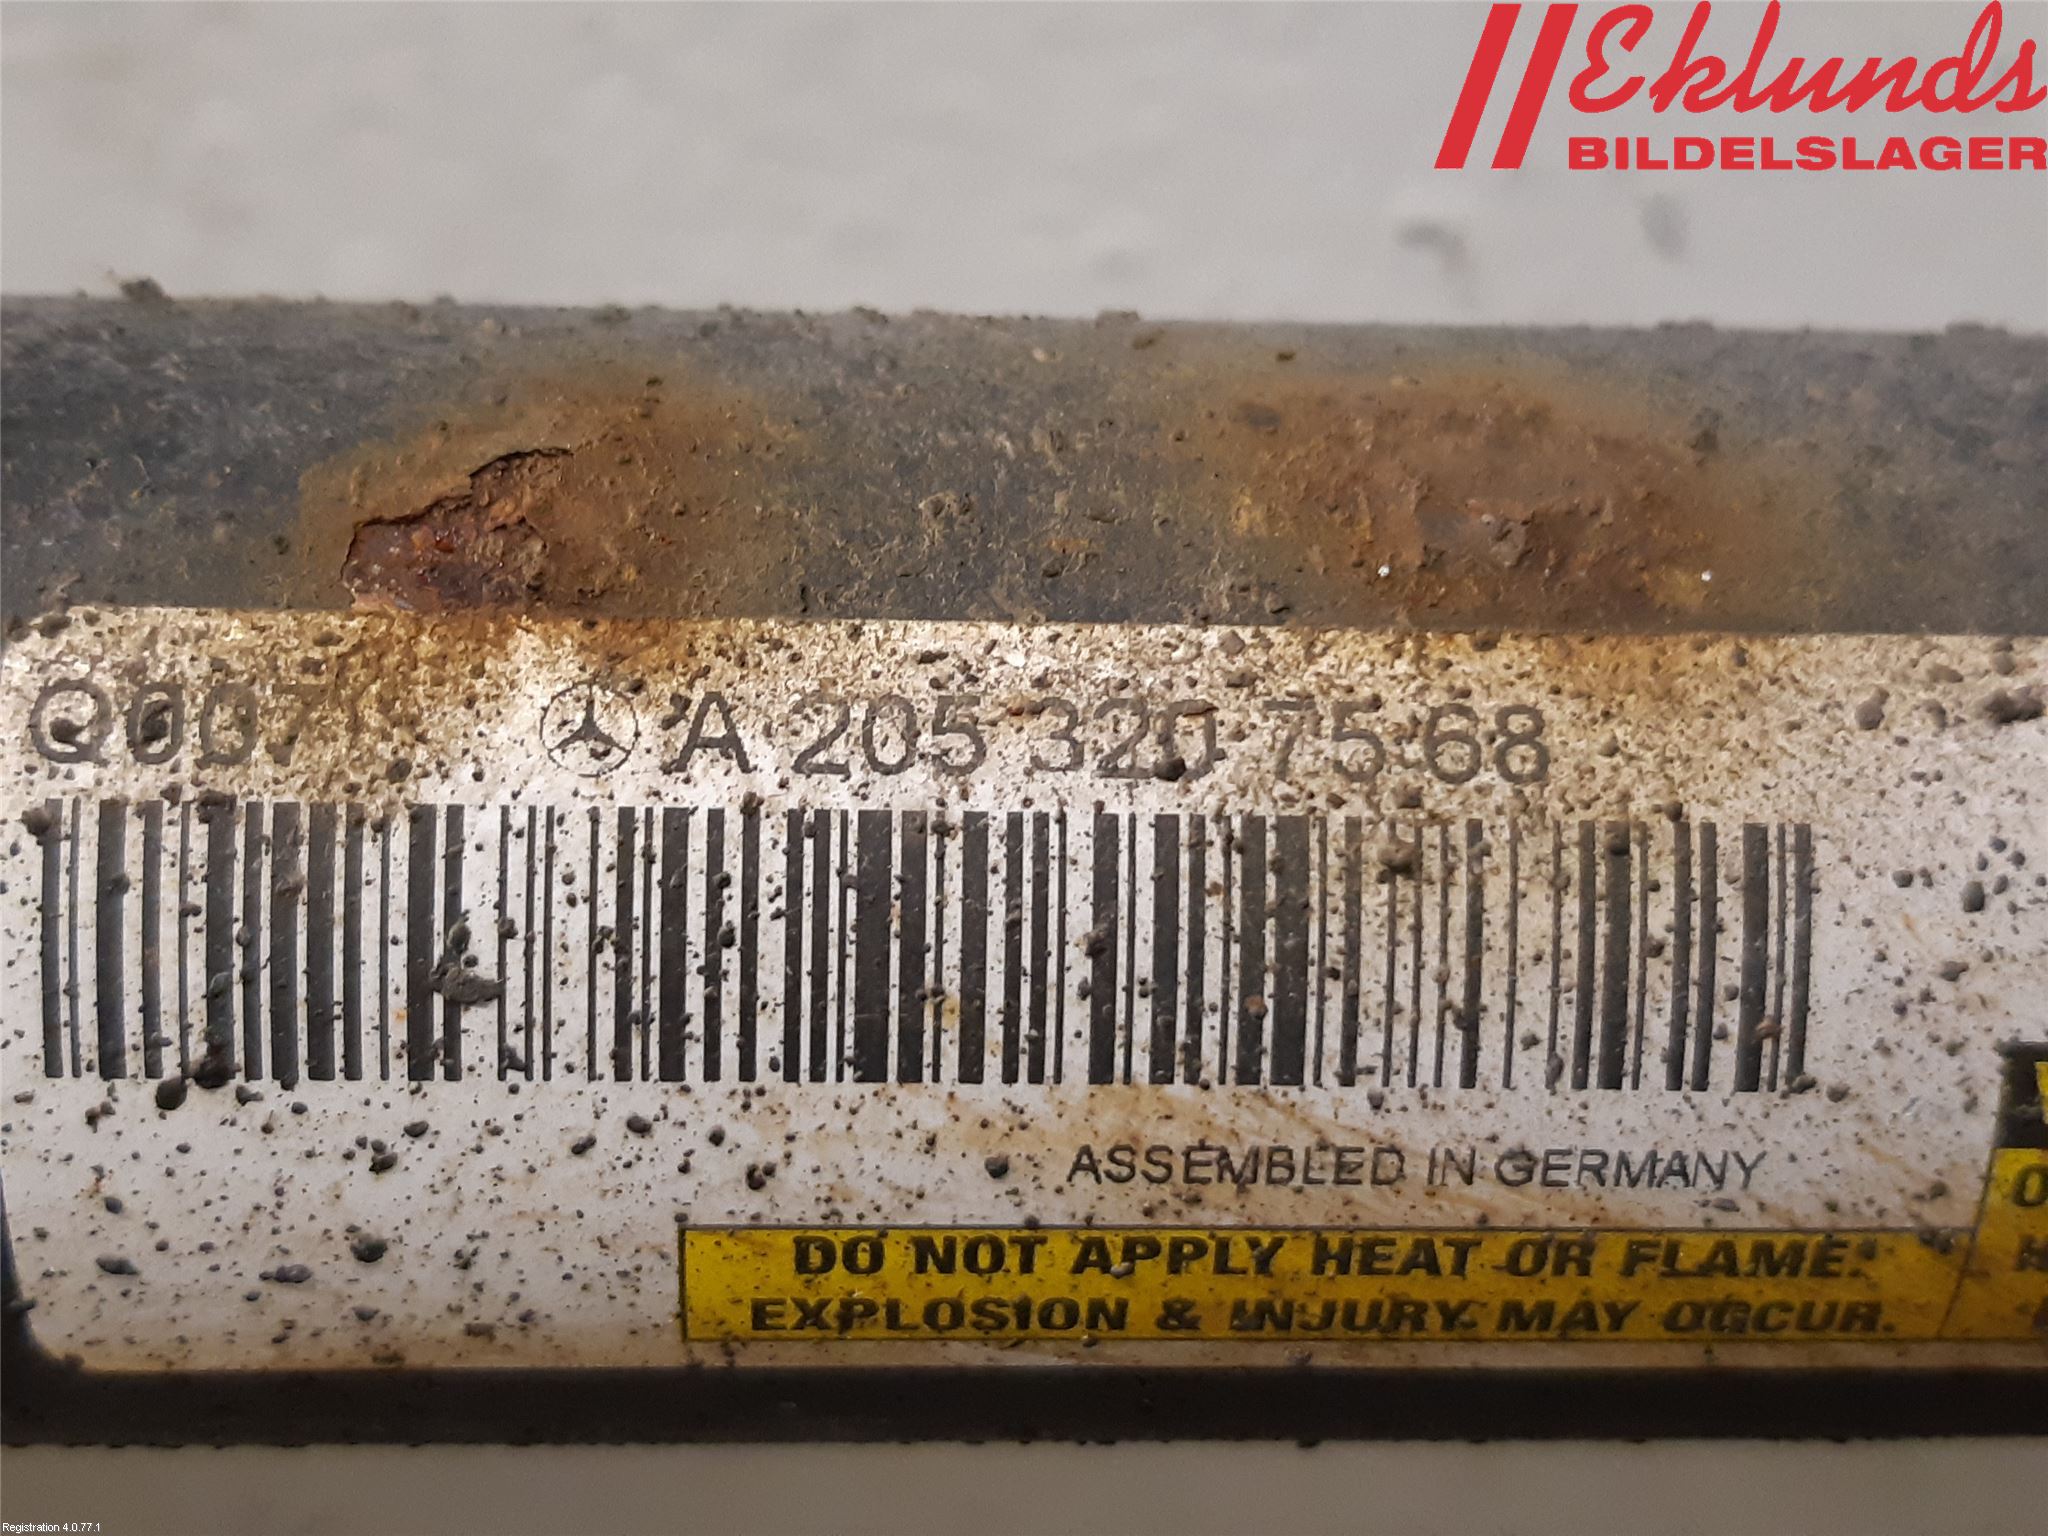 Eklunds
BILDELSLAGER
Q007 A 205 320 75 68
ASSEMBLED IN GERMANY
DO NOT APPLY HEAT OR FLAME.
EXPLOSION & INJURY MAY OCCUR.
Registration 4.0.77.1